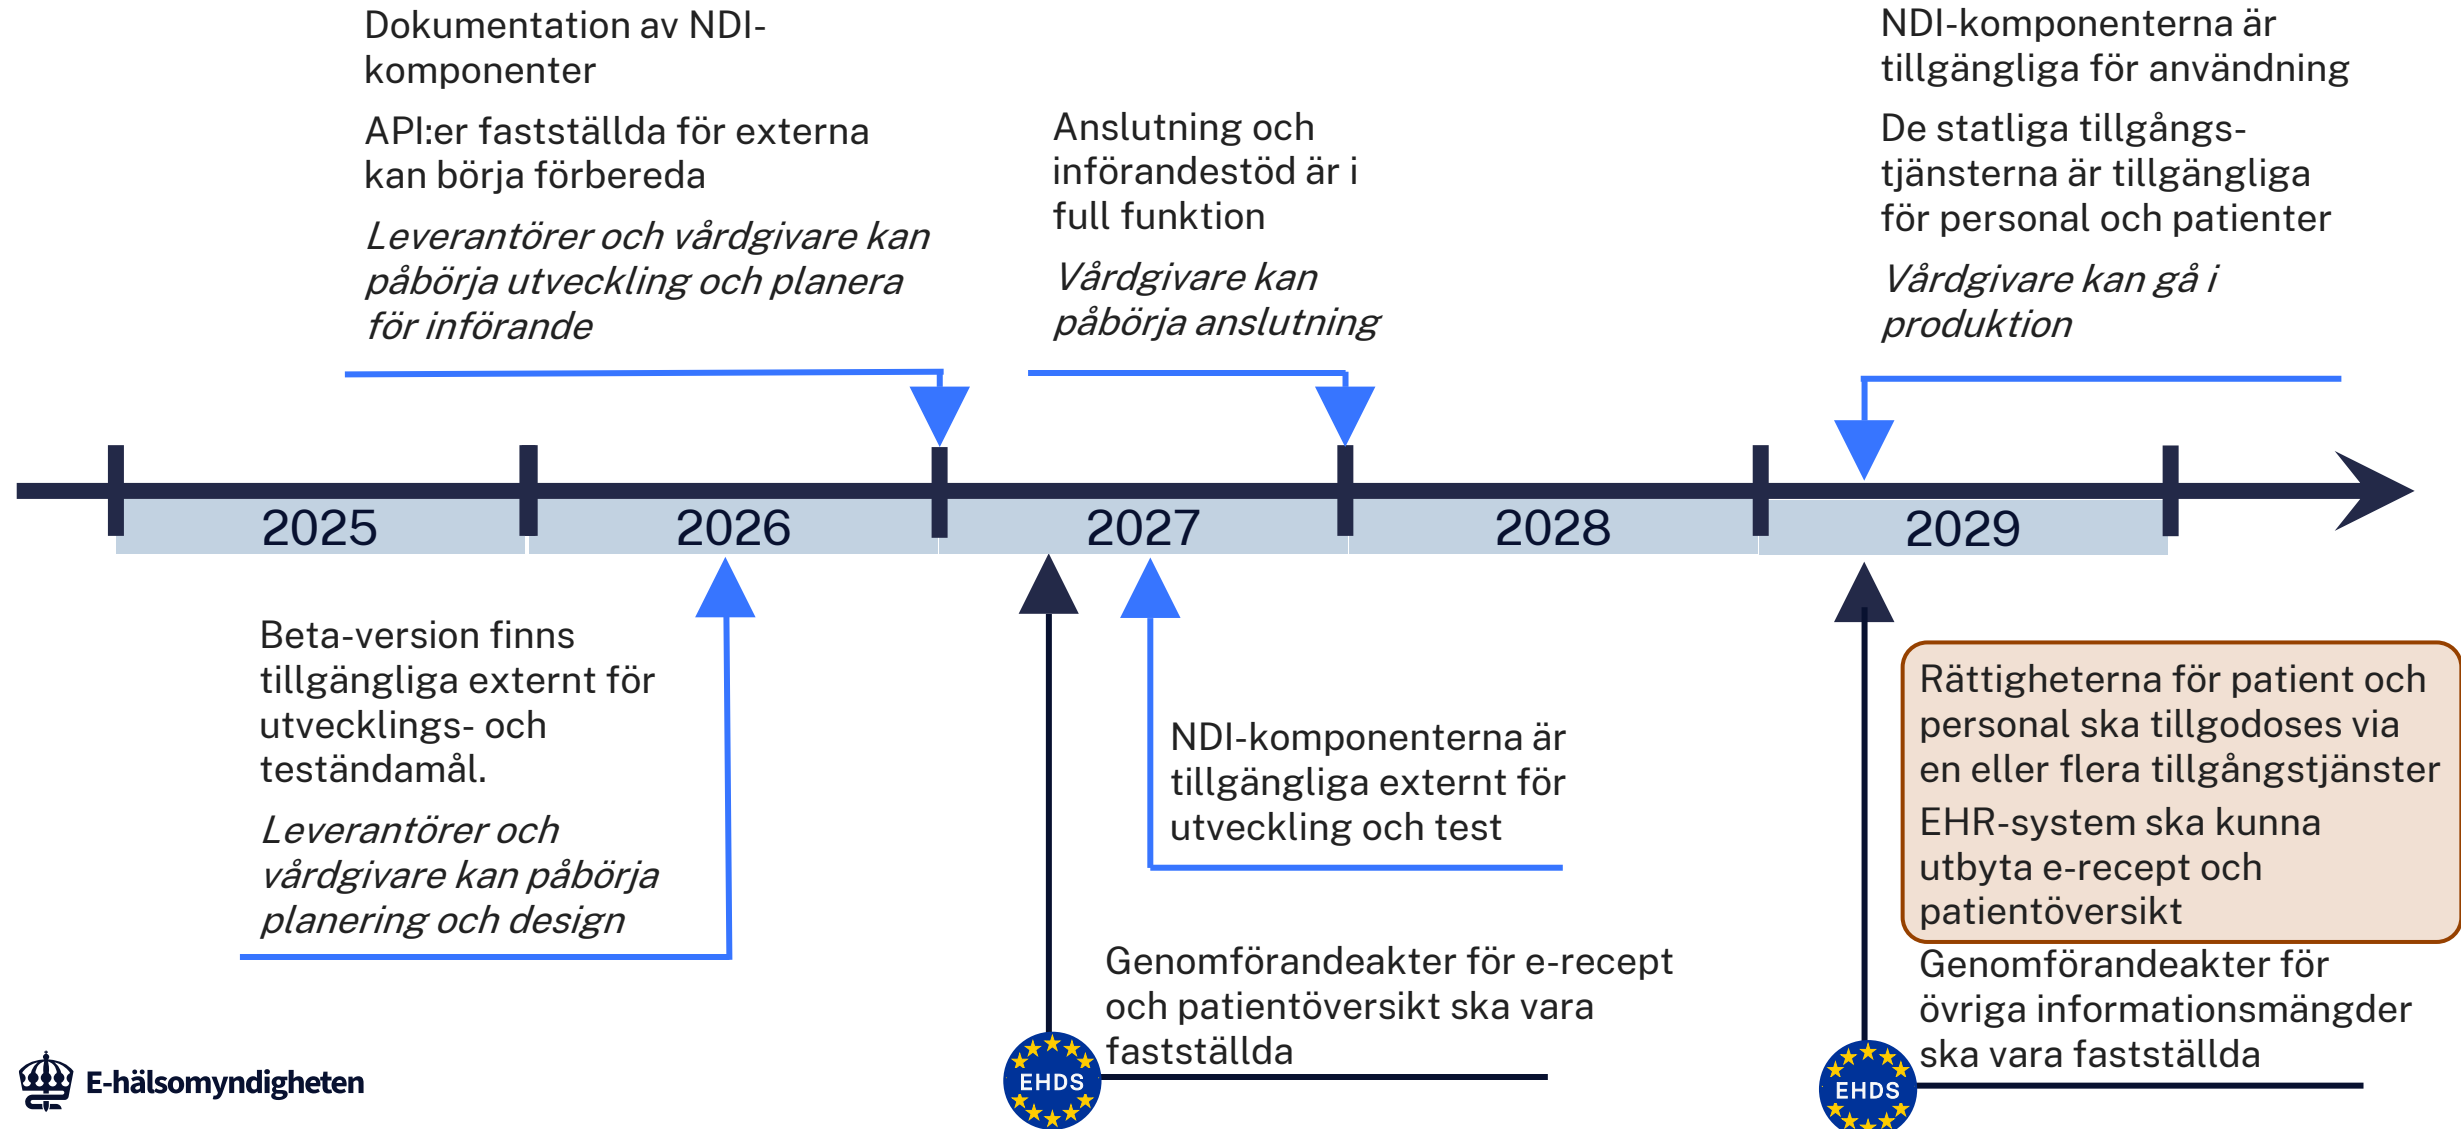 Dokumentation av NDI-
komponenter
API:er fastställda för externa
kan börja förbereda
Leverantörer och vårdgivare kan
påbörja utveckling och planera
för införande
Anslutning och
införandestöd är i
full funktion
Vårdgivare kan
påbörja anslutning
NDI-komponenterna är
tillgängliga för användning
De statliga tillgångs-
tjänsterna är tillgängliga
för personal och patienter
Vårdgivare kan gå i
produktion
2025
2026
2027
2028
2029
Beta-version finns
tillgängliga externt för
utvecklings- och
teständamål.
Leverantörer och
vårdgivare kan påbörja
planering och design
NDI-komponenterna är
tillgängliga externt för
utveckling och test
Genomförandeakter för e-recept
och patientöversikt ska vara
fastställda
EHDS
Rättigheterna för patient och
personal ska tillgodoses via
en eller flera tillgångstjänster
EHR-system ska kunna
utbyta e-recept och
patientöversikt
Genomförandeakter för
övriga informationsmängder
ska vara fastställda
EHDS
E-hälsomyndigheten